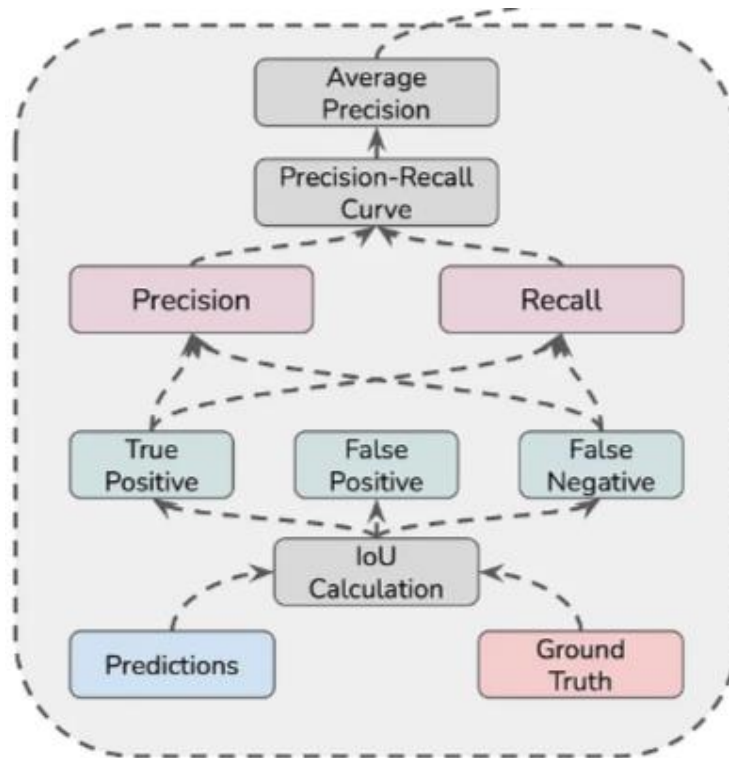 Average
Precision
Precision-Recall
Curve
Precision
Recall
True
Positive
False
Positive
False
Negative
IoU
Calculation
Predictions
Ground
Truth